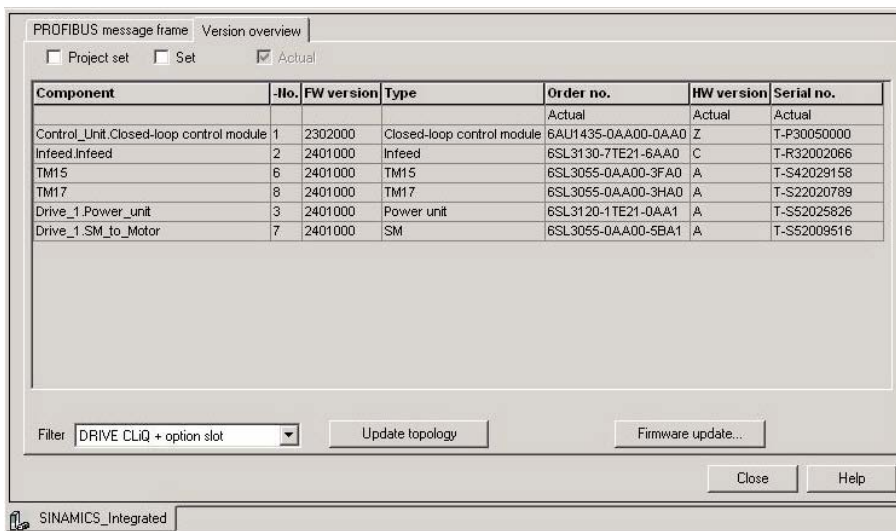 PROFIBUS message frame Version overview
Project set Set Actual
Component -No. FW version Type Order no. HW version Serial no.
Actual Actual Actual
Control_Unit.Closed-loop control module 1 2302000 Closed-loop control module 6AU1435-0AA00-0AA0 Z T-P30050000
Infeed.Infeed 2 2401000 Infeed 6SL3130-7TE21-6AA0 C T-R32002066
TM15 6 2401000 TM15 6SL3055-0AA00-3FA0 A T-S42029158
TM17 8 2401000 TM17 6SL3055-0AA00-3HA0 A T-S22020789
Drive_1.Power_unit 3 2401000 Power unit 6SL3120-1TE21-0AA1 A T-S52025826
Drive_1.SM_to_Motor 7 2401000 SM 6SL3055-0AA00-5BA1 A T-S52009516
Filter DRIVE CLiQ + option slot Update topology Firmware update...
Close Help
SINAMICS_Integrated